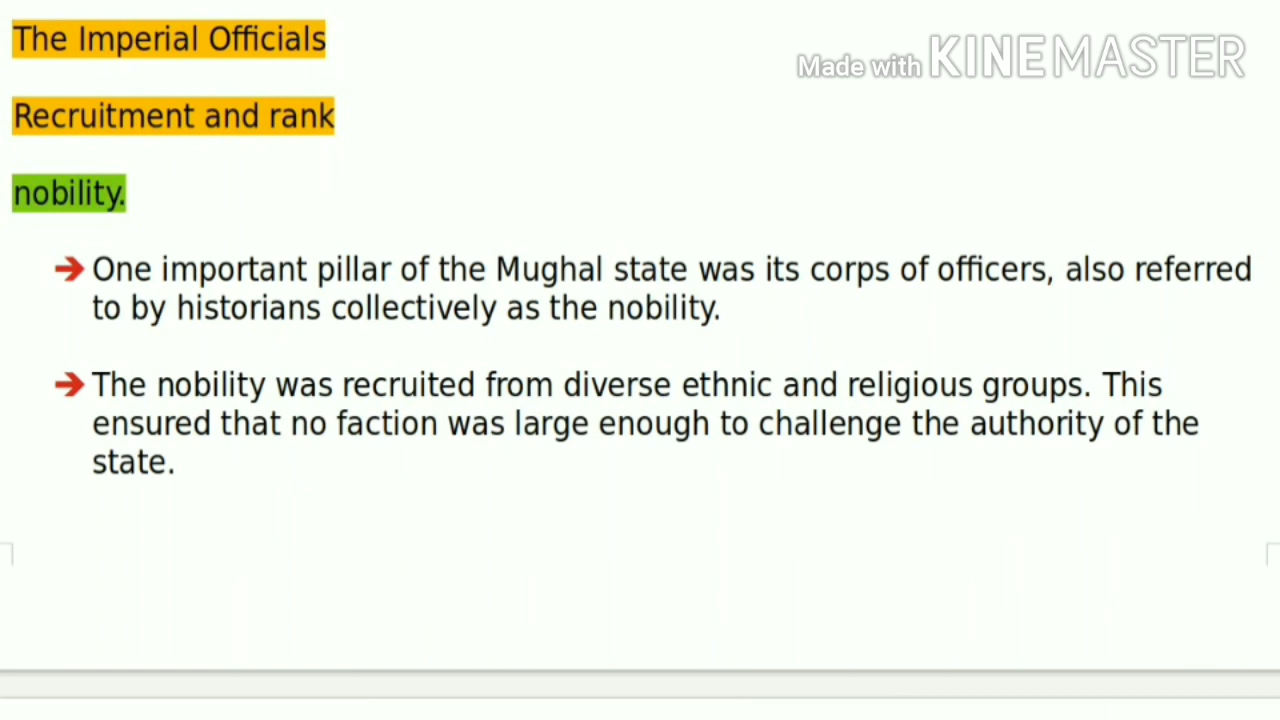 The Imperial Officials
Made with KINEMASTER
Recruitment and rank
nobility.
➔ One important pillar of the Mughal state was its corps of officers, also referred
to by historians collectively as the nobility.
➔ The nobility was recruited from diverse ethnic and religious groups. This
ensured that no faction was large enough to challenge the authority of the
state.